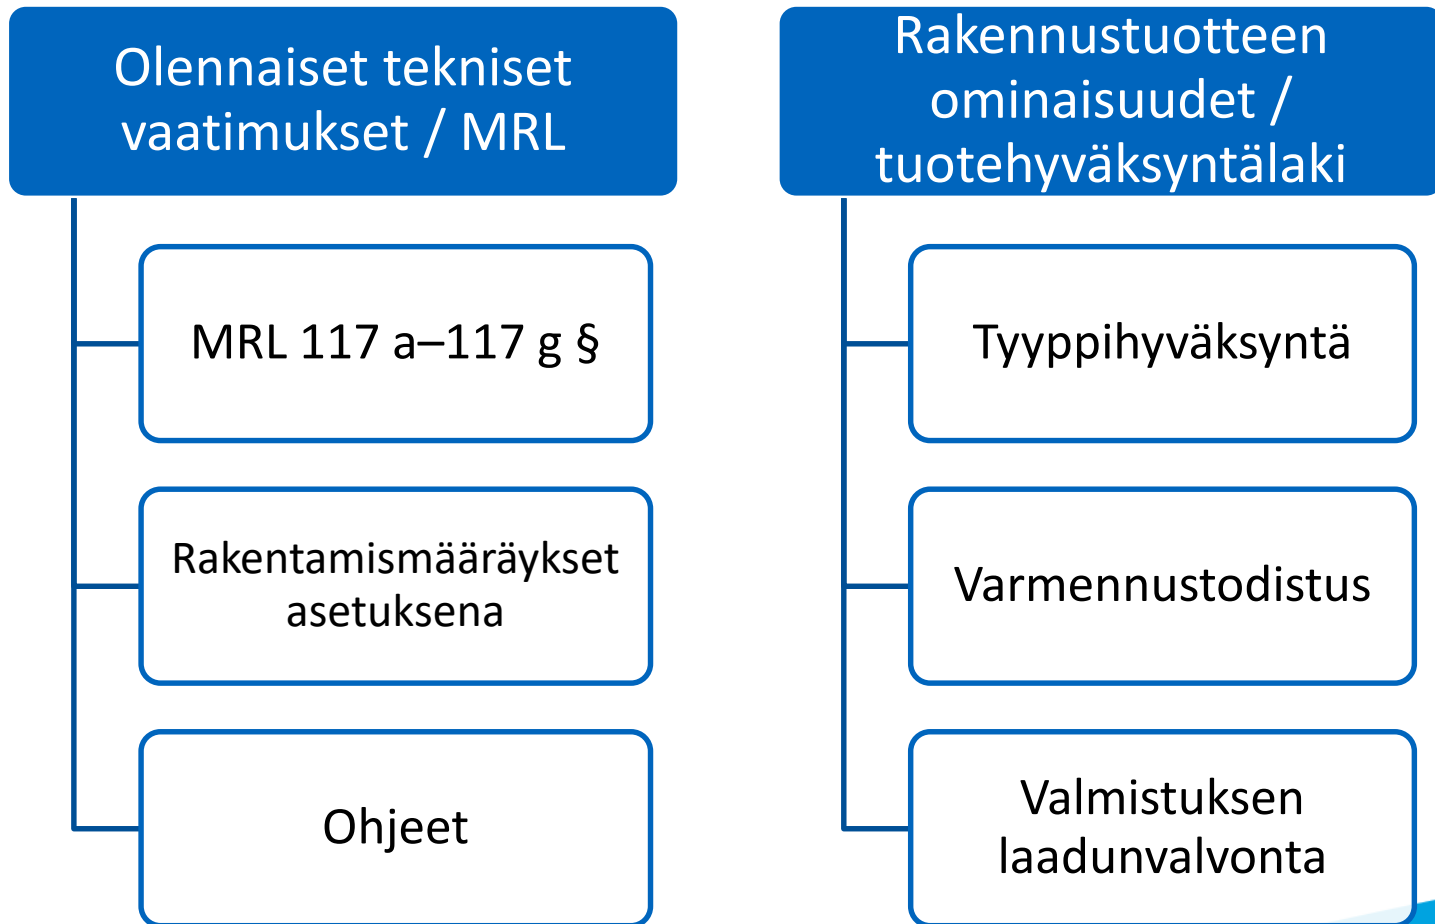 Olennaiset tekniset
vaatimukset / MRL
MRL 117 a–117 g §
Rakentamismääräykset
asetuksena
Ohjeet
Rakennustuotteen
ominaisuudet /
tuotehyväksyntälaki
Tyyppihyväksyntä
Varmennustodistus
Valmistuksen
laadunvalvonta